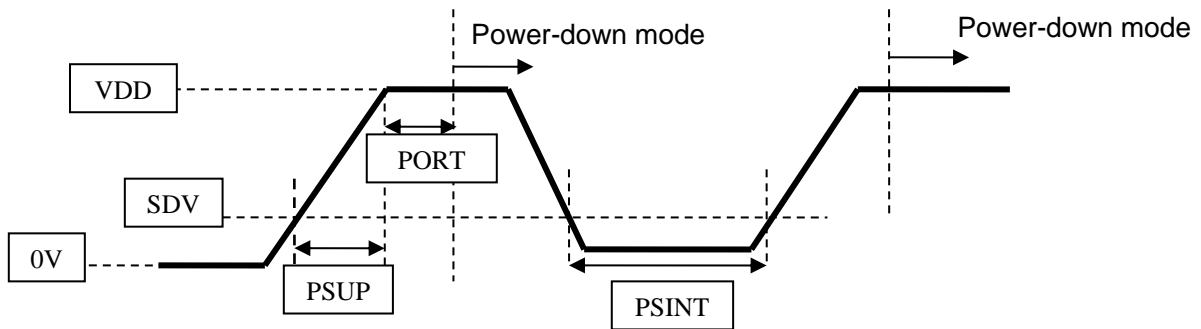 Power-down mode
Power-down mode
VDD
PORT
SDV
0V
PSUP
PSINT